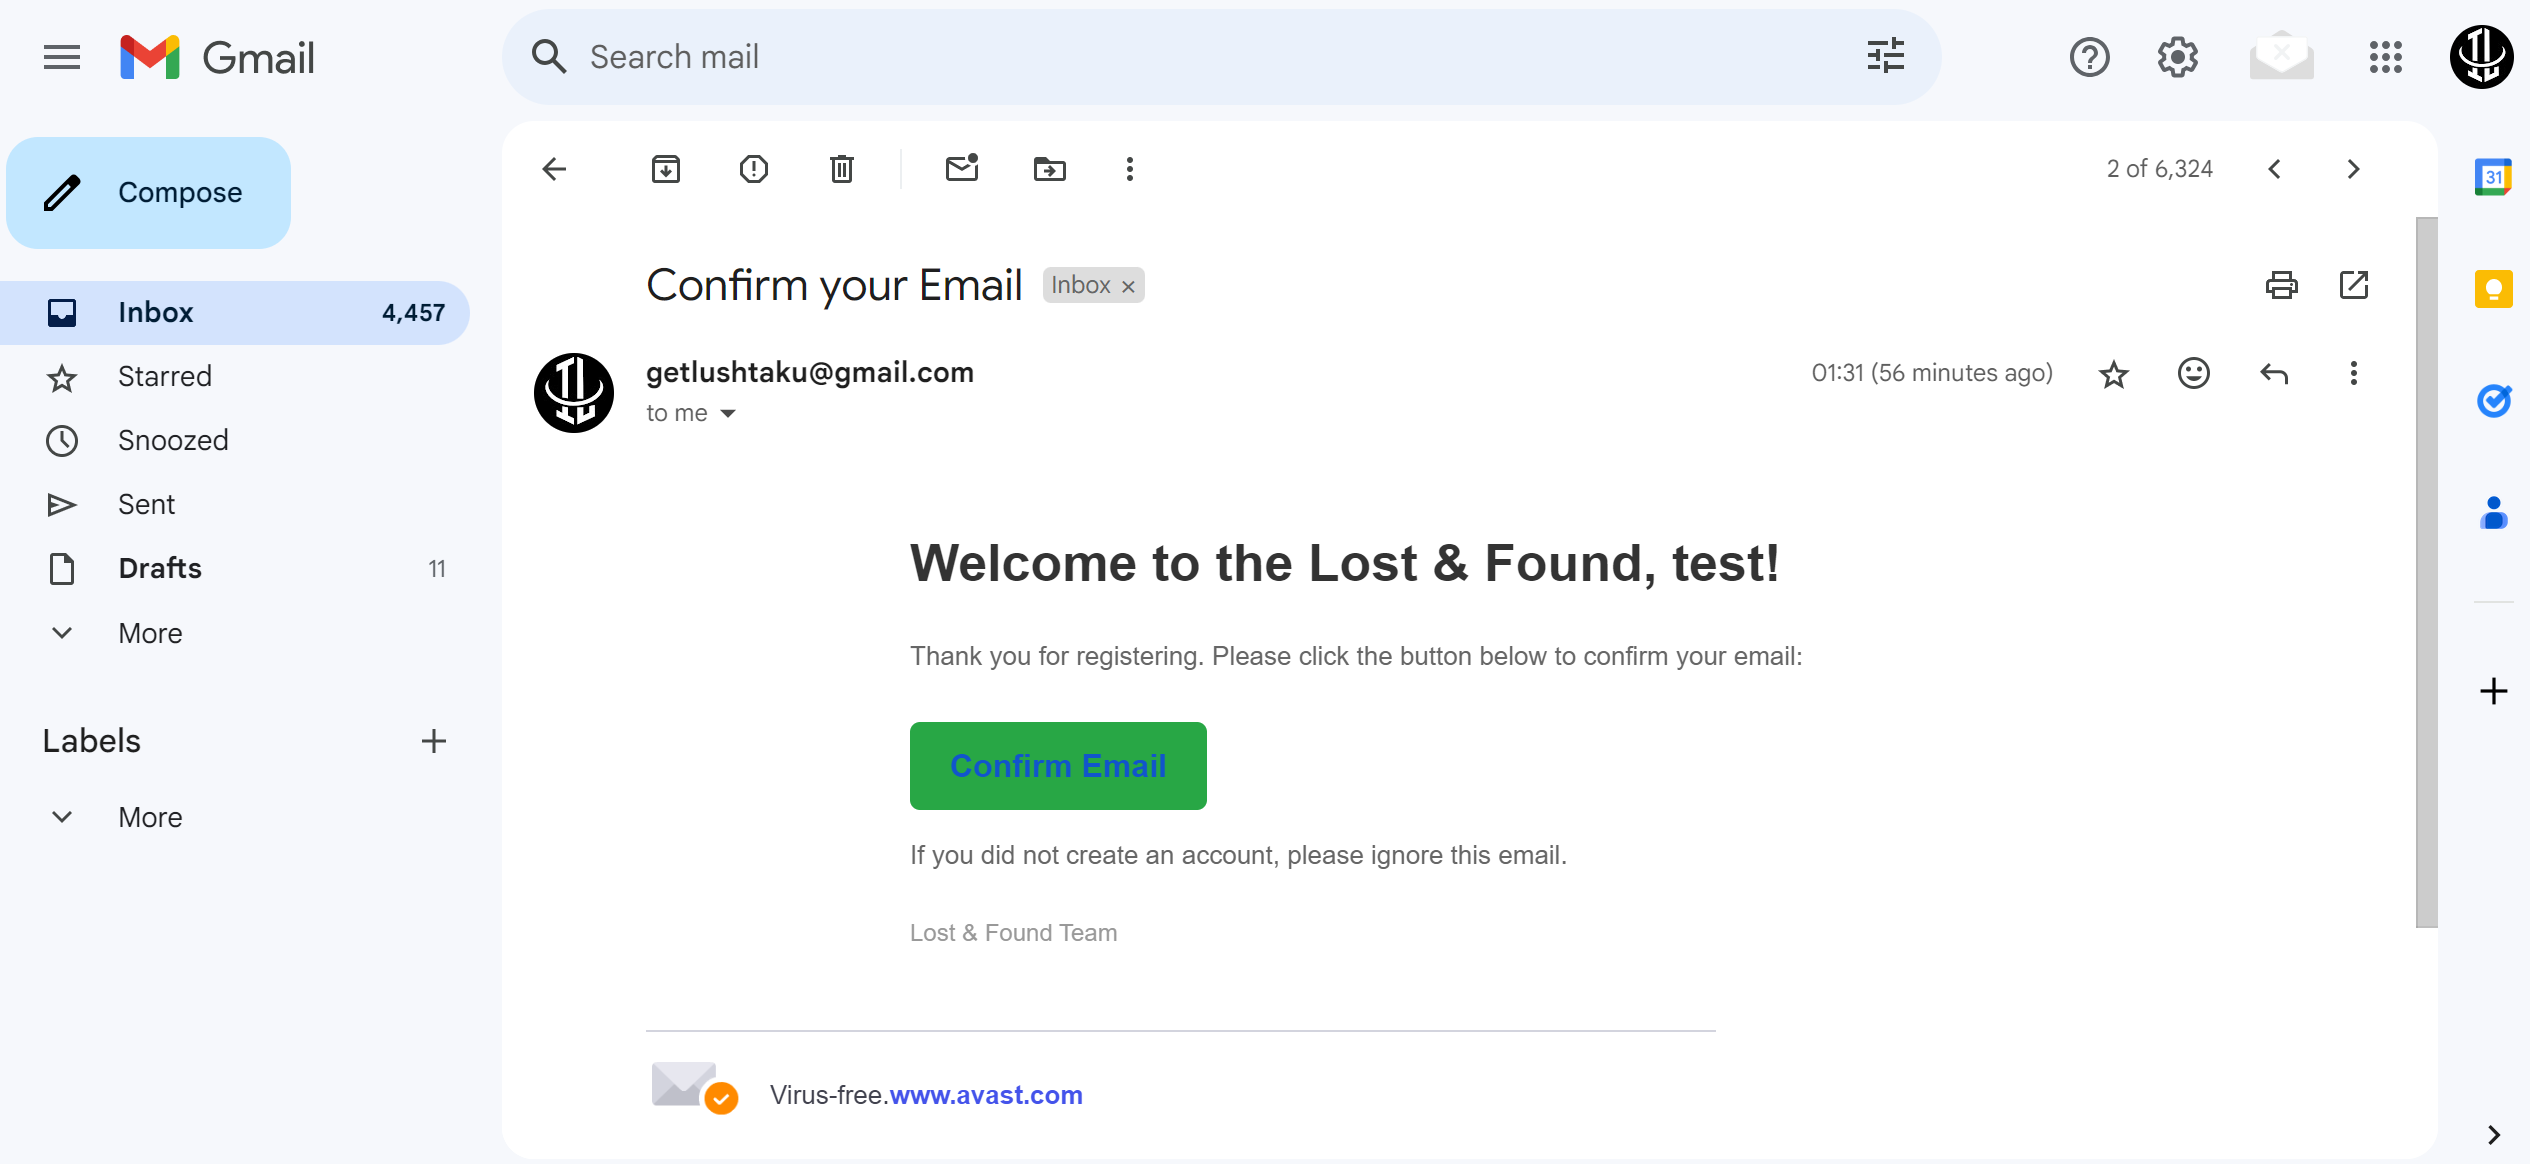 Gmail
Search mail
Compose
2 of 6,324
Confirm your Email
Inbox ×
Inbox 4,457
Starred
Snoozed
Sent
Drafts 11
More
Labels
More
getlushtaku@gmail.com
01:31 (56 minutes ago)
to me
Welcome to the Lost & Found, test!
Thank you for registering. Please click the button below to confirm your email:
Confirm Email
If you did not create an account, please ignore this email.
Lost & Found Team
Virus-free.www.avast.com
31